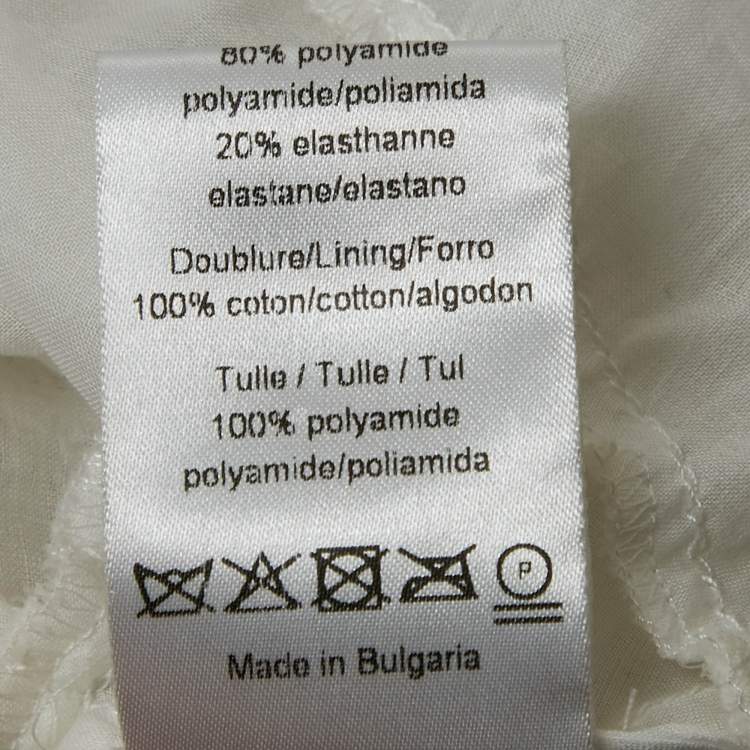 80% polyamide
polyamide/poliamida
20% elasthanne
elastane/elastano
Doublure/Lining/Forro
100% coton/cotton/algodon
Tulle / Tulle / Tul
100% polyamide
polyamide/poliamida
P
Made in Bulgaria